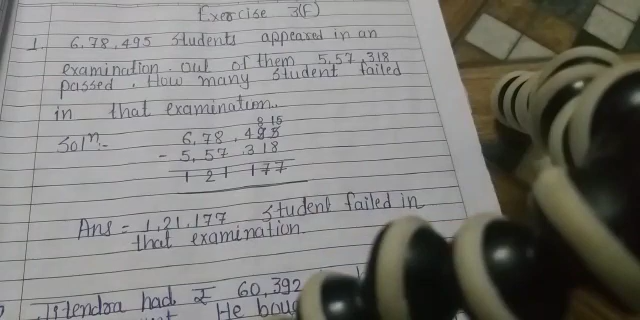 Exercise 3(F)
1. 6,78,495 students appeared in an
examination. out of them 5,57,318
passed. How many student failed
in that examination.
8 15
Solⁿ:- 6,78,495
- 5,57 318
1 21 177
Ans = 1,21,177 student failed in
that examination
Jitendra had ₹ 60,392
He